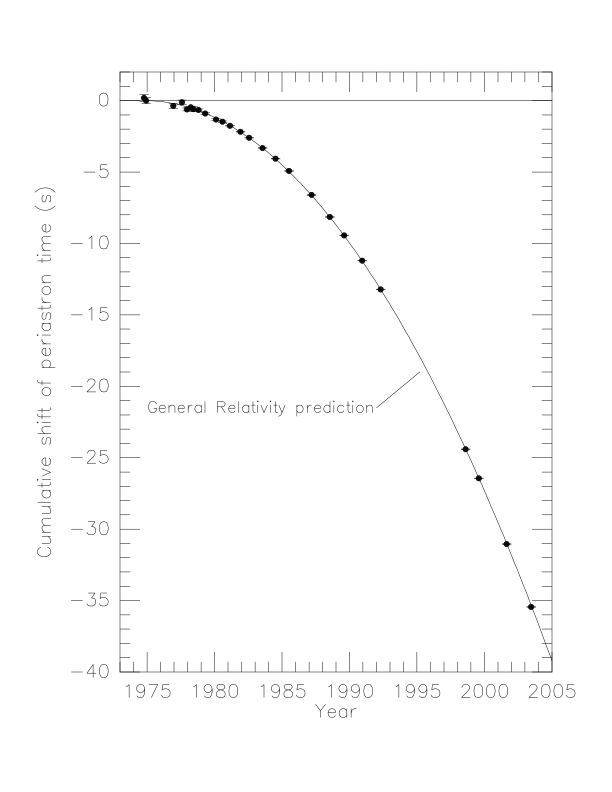 Cumulative shift of periastron time (s)
0
−5
−10
−15
−20
−25
−30
−35
−40
General Relativity prediction
1975 1980 1985 1990 1995 2000 2005
Year